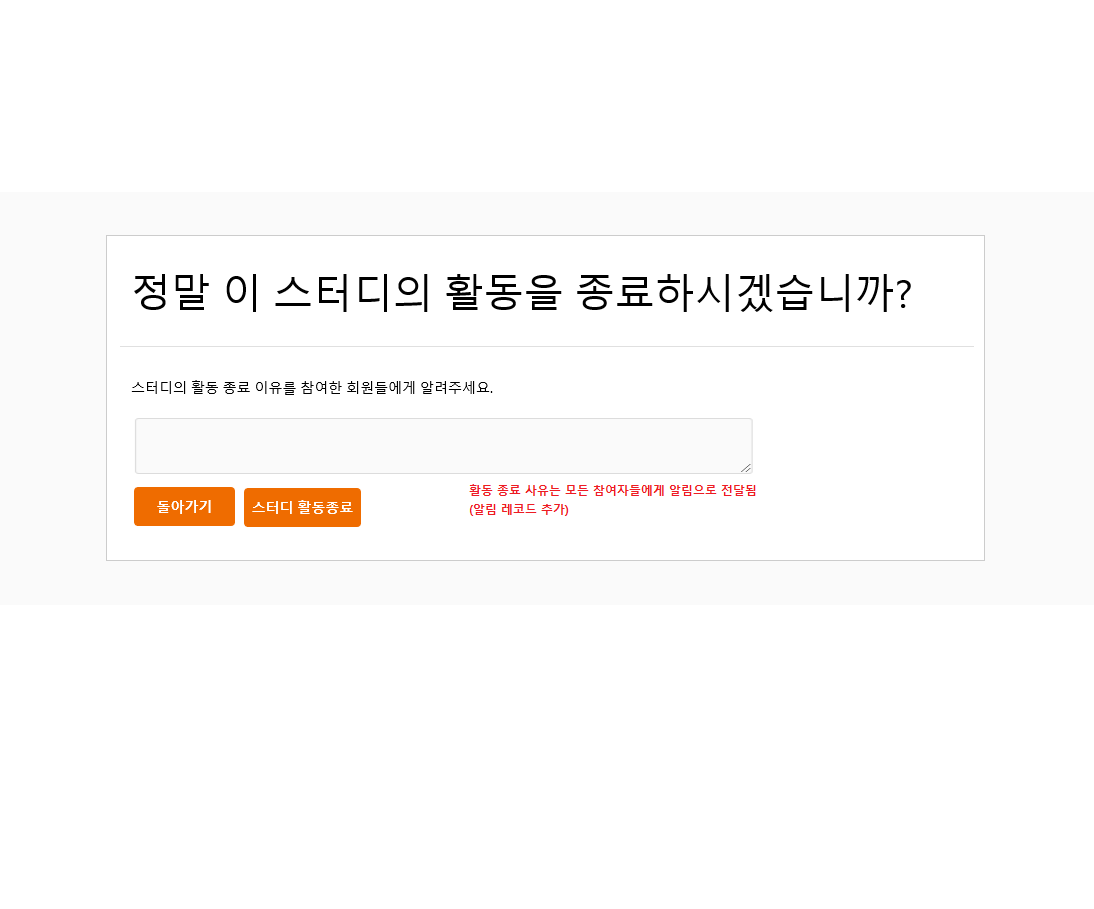 정말 이 스터디의 활동을 종료하시겠습니까?
스터디의 활동 종료 이유를 참여한 회원들에게 알려주세요.
활동 종료 사유는 모든 참여자들에게 알림으로 전달됨
(알림 레코드 추가)
돌아가기 스터디 활동종료